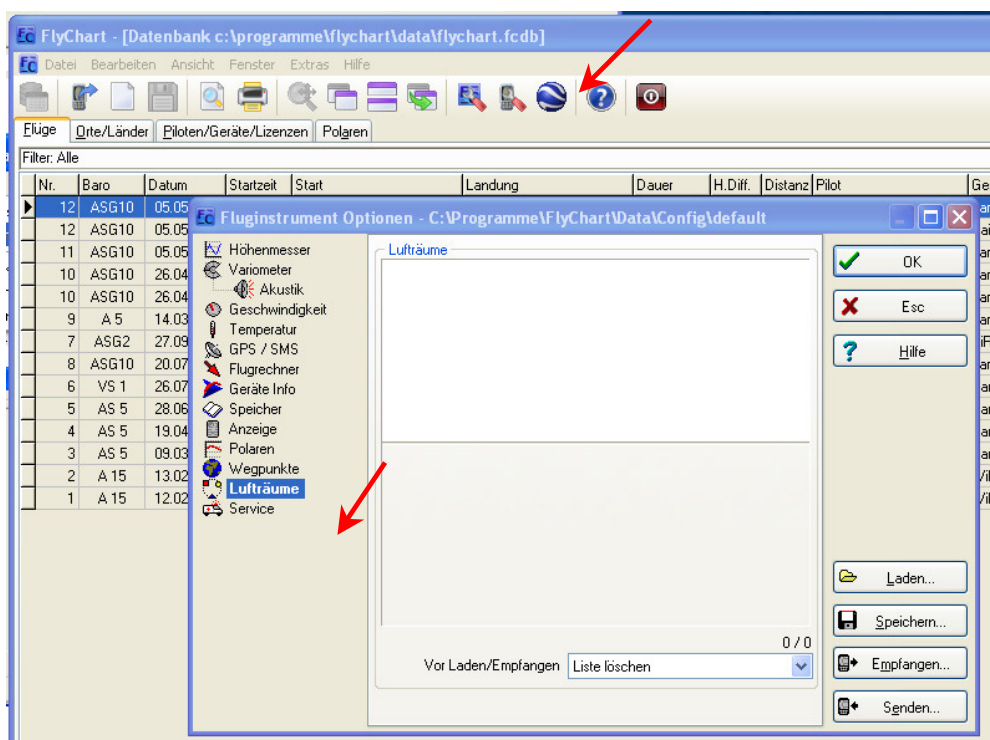 FlyChart - [Datenbank c:\programme\flychart\data\flychart.fcdb]
Datei Bearbeiten Ansicht Fenster Extras Hilfe
Flüge Orte/Länder Piloten/Geräte/Lizenzen Polaren
Filter: Alle
Nr. Baro Datum Startzeit Start Landung Dauer H.Diff. Distanz Pilot Ge
12 ASG10 05.05
12 ASG10 05.05
11 ASG10 05.05
10 ASG10 26.04
10 ASG10 26.04
9 A 5 14.03
7 ASG2 27.09
8 ASG10 20.07
6 VS 1 26.07
5 AS 5 28.06
4 AS 5 19.04
3 AS 5 09.03
2 A 15 13.02
1 A 15 12.02
Fluginstrument Optionen - C:\Programme\FlyChart\Data\Config\default
Höhenmesser
Variometer
Akustik
Geschwindigkeit
Temperatur
GPS / SMS
Flugrechner
Geräte Info
Speicher
Anzeige
Polaren
Wegpunkte
Lufträume
Service
Lufträume
0 / 0
Vor Laden/Empfangen Liste löschen
OK
Esc
Hilfe
Laden...
Speichern...
Empfangen...
Senden...